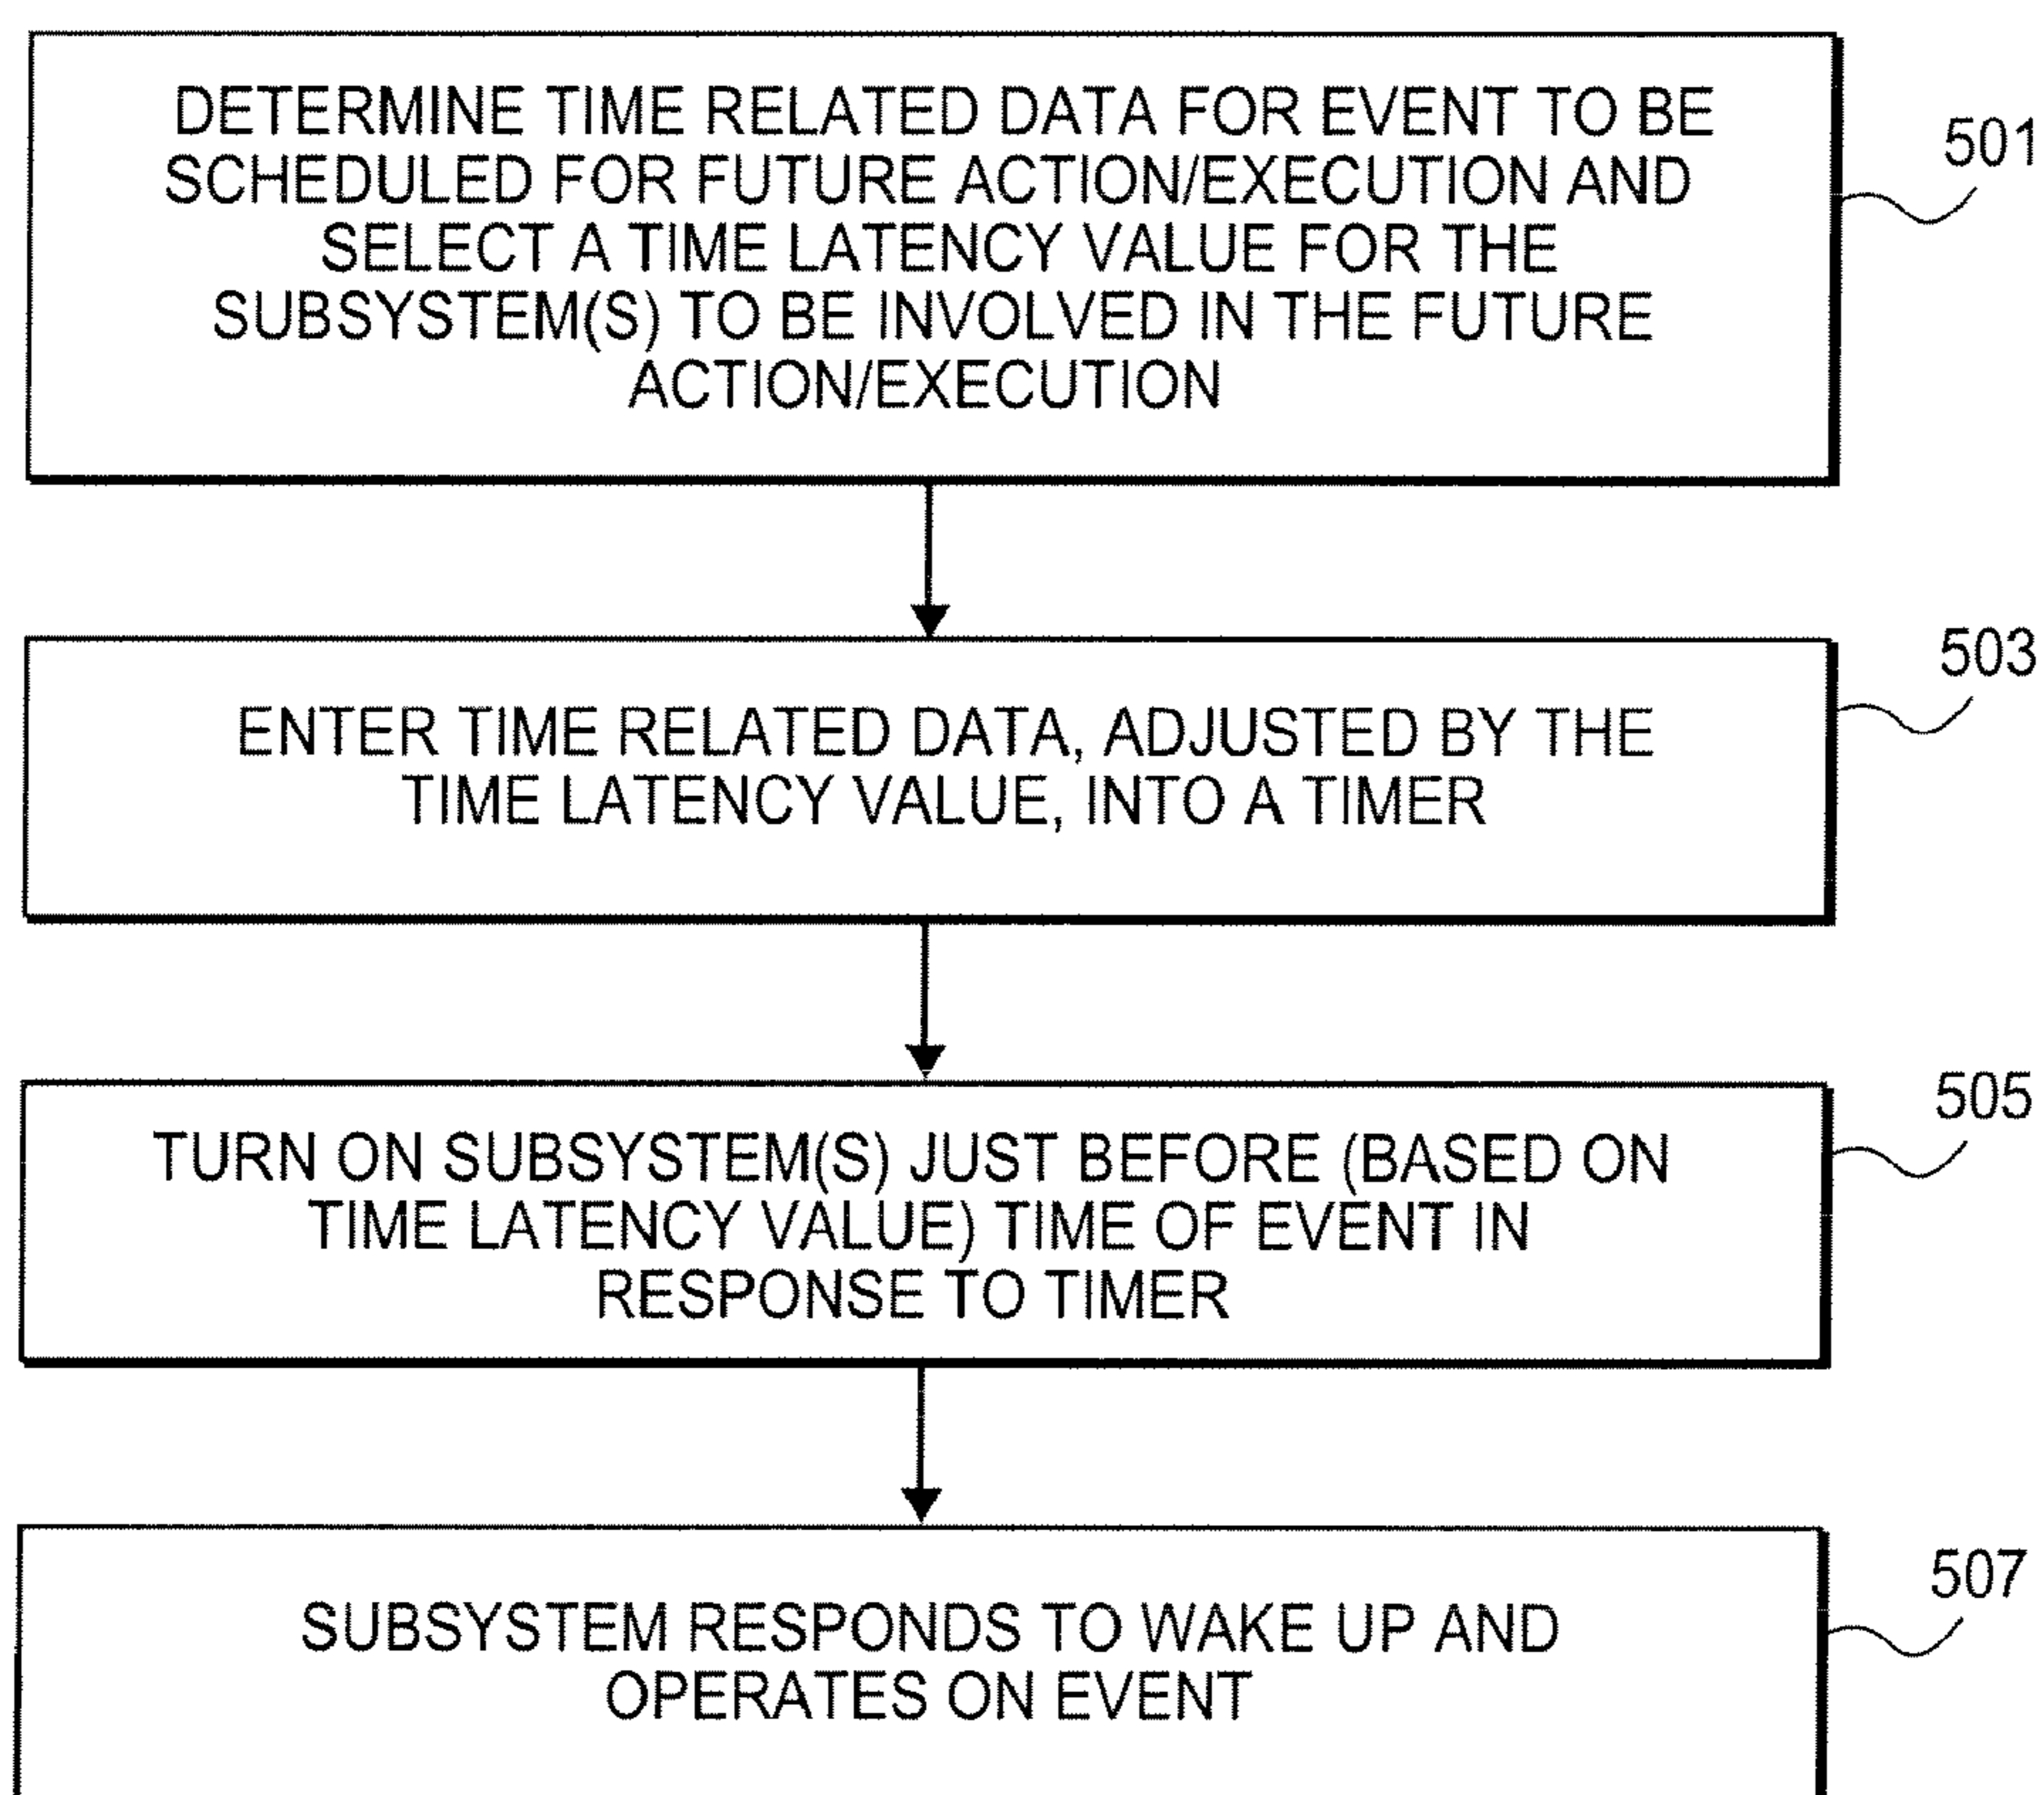 DETERMINE TIME RELATED DATA FOR EVENT TO BE
SCHEDULED FOR FUTURE ACTION/EXECUTION AND
SELECT A TIME LATENCY VALUE FOR THE
SUBSYSTEM(S) TO BE INVOLVED IN THE FUTURE
ACTION/EXECUTION
501
ENTER TIME RELATED DATA, ADJUSTED BY THE
TIME LATENCY VALUE, INTO A TIMER
503
TURN ON SUBSYSTEM(S) JUST BEFORE (BASED ON
TIME LATENCY VALUE) TIME OF EVENT IN
RESPONSE TO TIMER
505
SUBSYSTEM RESPONDS TO WAKE UP AND
OPERATES ON EVENT
507